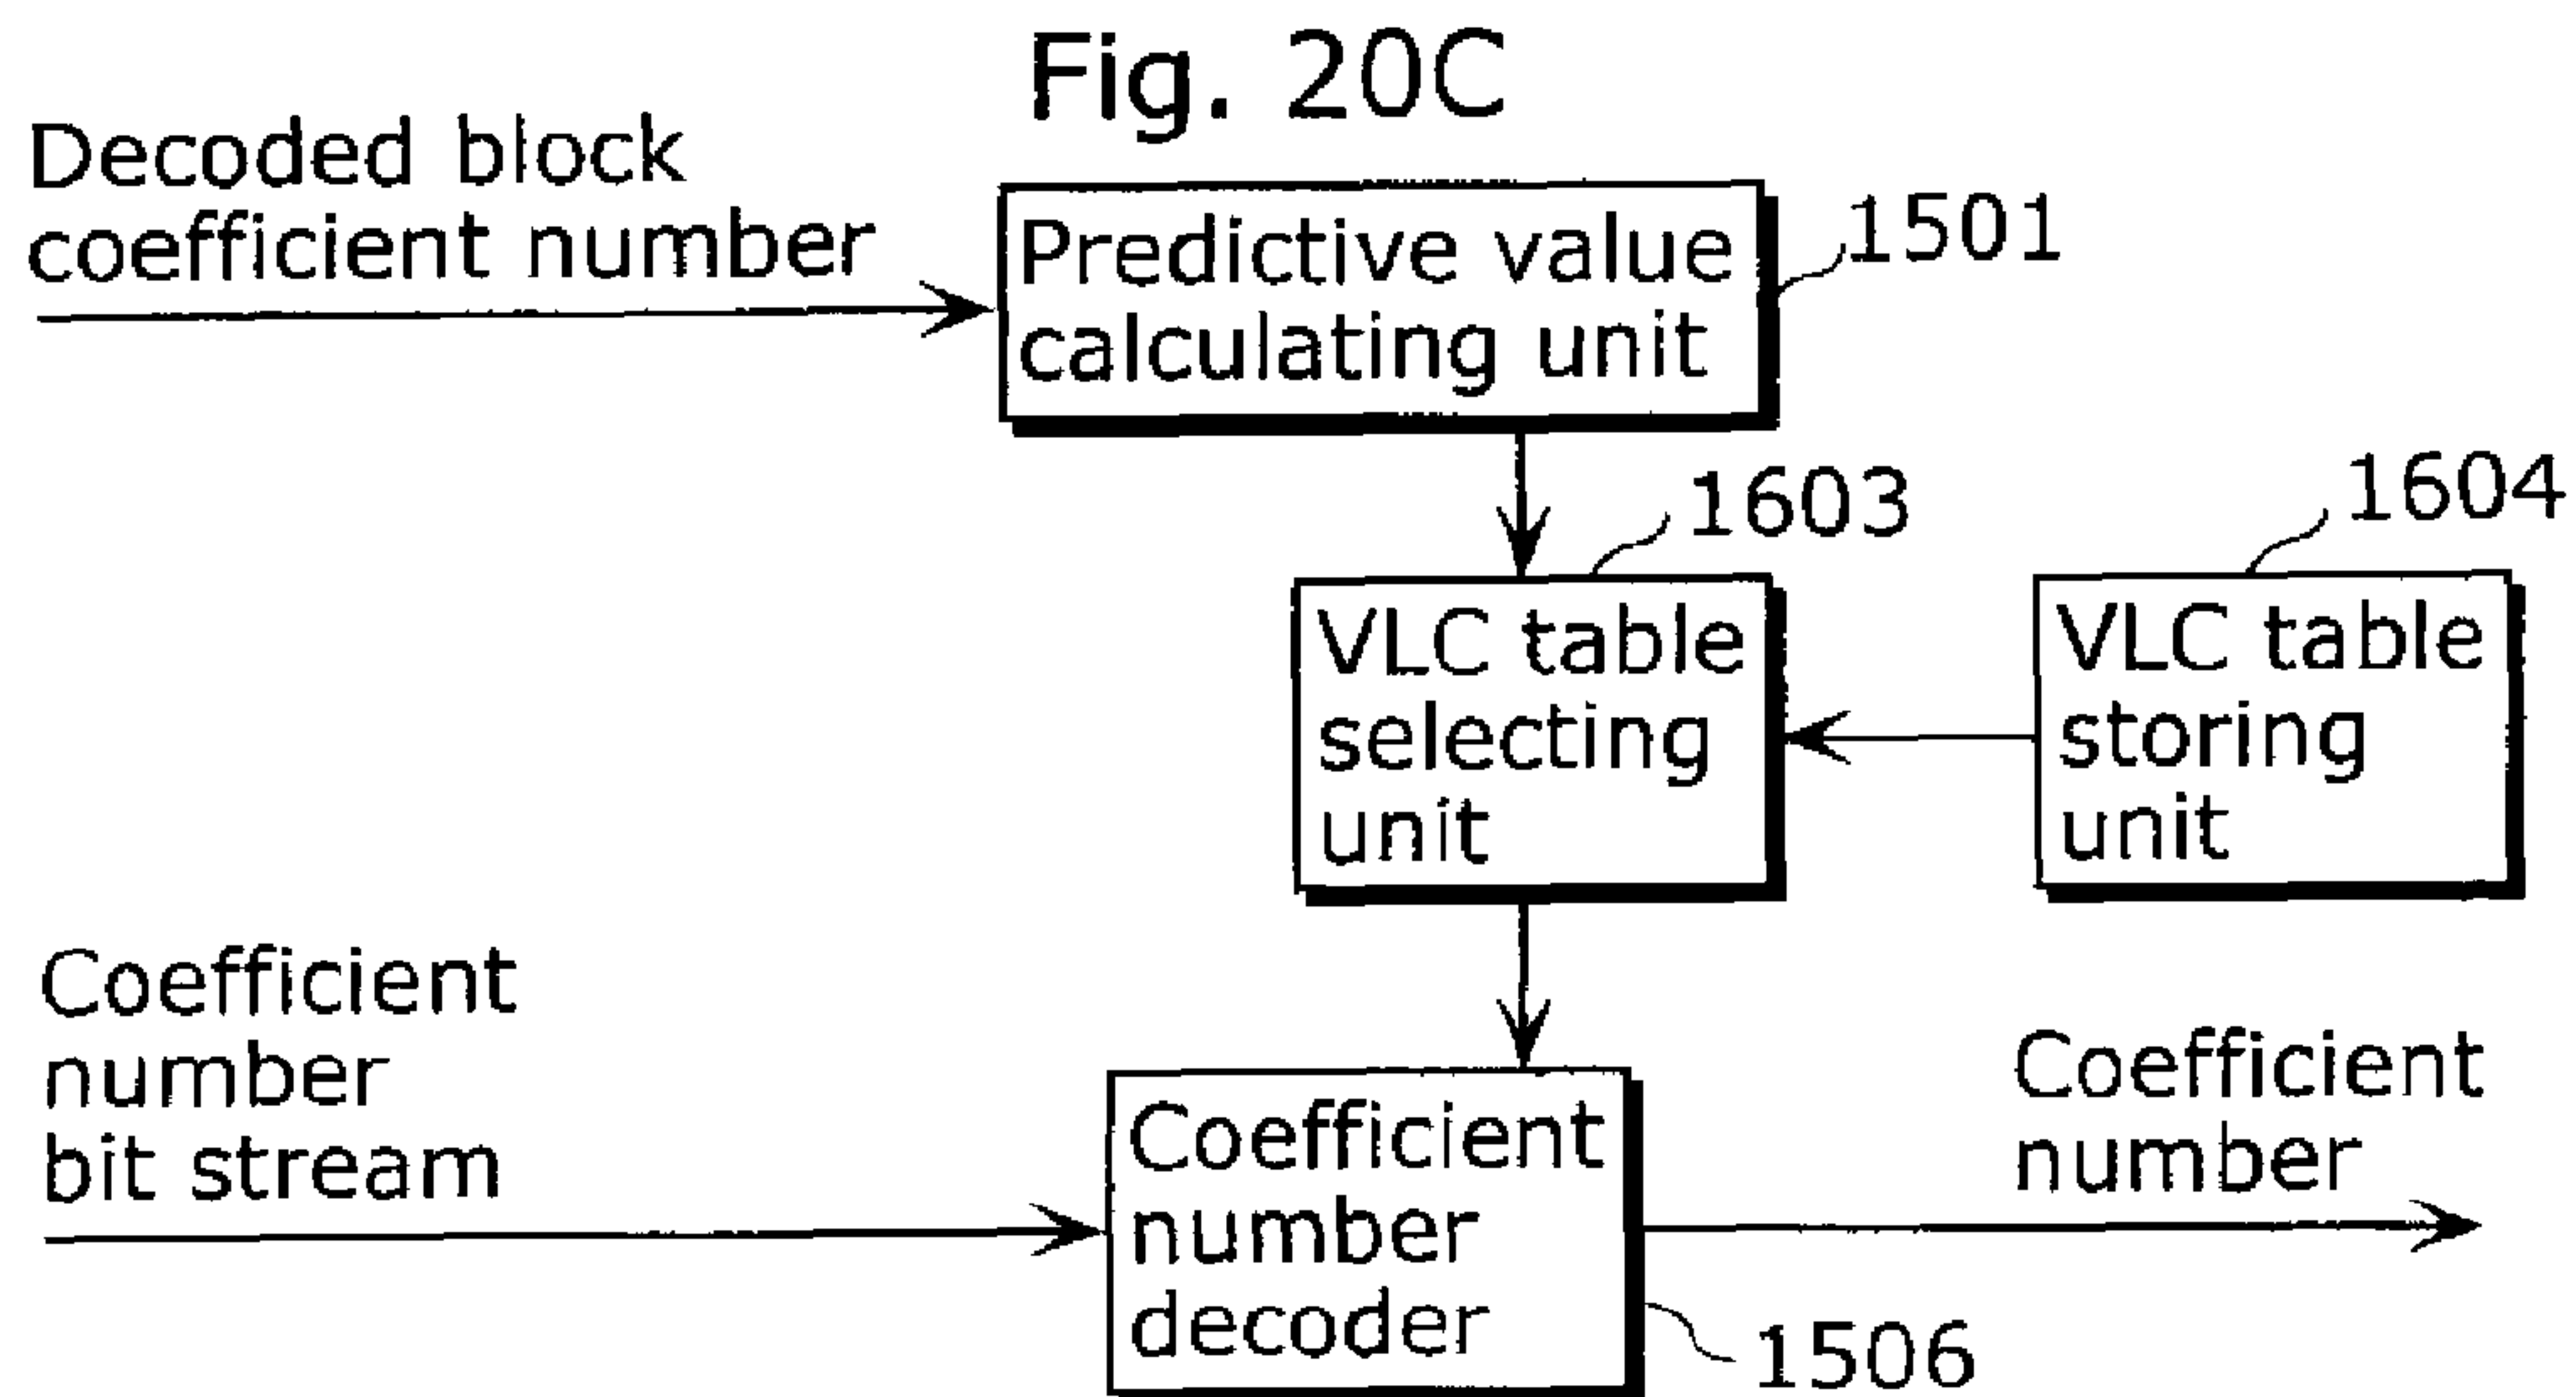 Fig. 20C
Decoded block
coefficient number
Predictive value
calculating unit
1501
1603
1604
VLC table
selecting
unit
VLC table
storing
unit
Coefficient
number
bit stream
Coefficient
number
decoder
Coefficient
number
1506